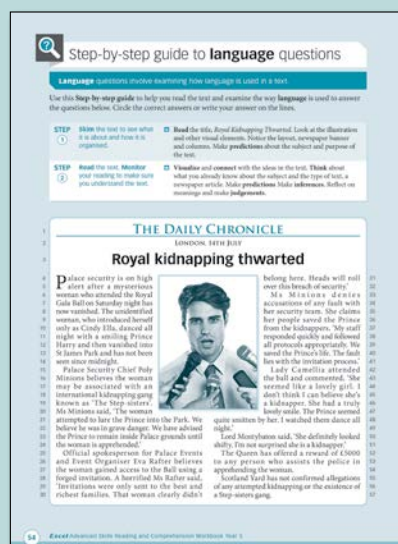 Step-by-step guide to language questions
Language questions involve examining how language is used in a text.
Use this Step-by-step guide to help you read the text and examine the way language is used to answer
the questions below. Circle the correct answers or write your answer on the lines.
STEP 1
Skim the text to see what
it is about and how it is
organised.
Read the title, Royal Kidnapping Thwarted. Look at the illustration
and other visual elements. Notice the layout, newspaper banner
and columns. Make predictions about the subject and purpose of
the text.
STEP 2
Read the text. Monitor
your reading to make sure
you understand the text.
Visualise and connect with the ideas in the text. Think about
what you already know about the subject and the type of text, a
newspaper article. Make predictions Make inferences. Reflect on
meanings and make judgements.
THE DAILY CHRONICLE
LONDON, 14TH JULY
Royal kidnapping thwarted
Palace security is on high
alert after a mysterious
woman who attended the Royal
Gala Ball on Saturday night has
now vanished. The unidentified
woman, who introduced herself
only as Cindy Ella, danced all
night with a smiling Prince
Harry and then vanished into
St James Park and has not been
seen since midnight.
Palace Security Chief Poly
Minions believes the woman
may be associated with an
international kidnapping gang
known as 'The Step sisters'.
Ms Minions said, 'The woman
attempted to lure the Prince into the Park. We
believe he was in grave danger. We have advised
the Prince to remain inside Palace grounds until
the woman is apprehended.'
Official spokesperson for Palace Events
and Event Organiser Eva Rafter believes
the woman gained access to the Ball using a
forged invitation. A horrified Ms Rafter said,
'Invitations were only sent to the best and
richest families. That woman clearly didn't
belong here. Heads will roll
over this breach of security.'
Ms Minions denies
accusations of any fault with
her security team. She claims
her people saved the Prince
from the kidnappers. 'My staff
responded quickly and followed
all protocols appropriately. We
saved the Prince's life. The fault
lies with the invitation process.'
Lady Camellia attended
the ball and commented, 'She
seemed like a lovely girl. I
don't think I can believe she's
a kidnapper. She had a truly
lovely smile. The Prince seemed
quite smitten by her. I watched them dance all
night.'
Lord Montybatton said, 'She definitely looked
shifty. I'm not surprised she is a kidnapper.'
The Queen has offered a reward of £5000
to any person who assists the police in
apprehending the woman.
Scotland Yard has not confirmed allegations
of any attempted kidnapping or the existence of
a Step-sisters gang.
54 Excel Advanced Skills Reading and Comprehension Workbook Year 5